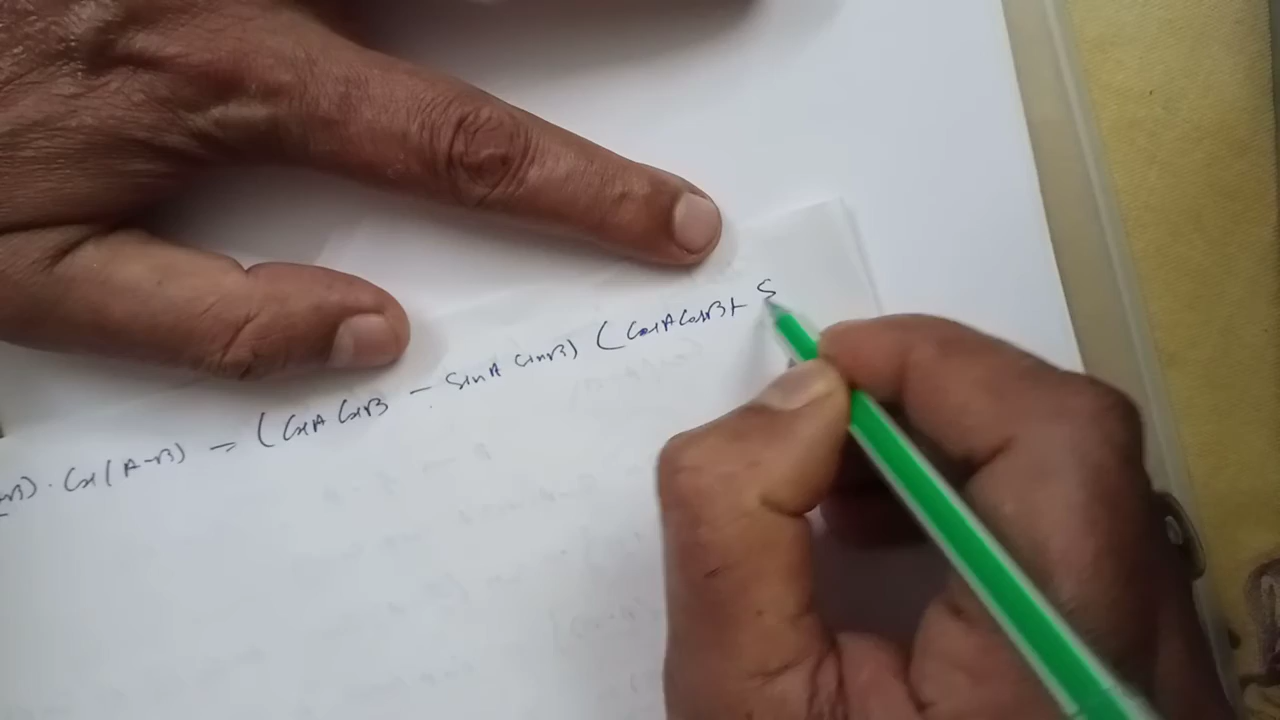 B). Cos(A-B) = (CosA CosB - SinA SinB) (CosA CosB + S